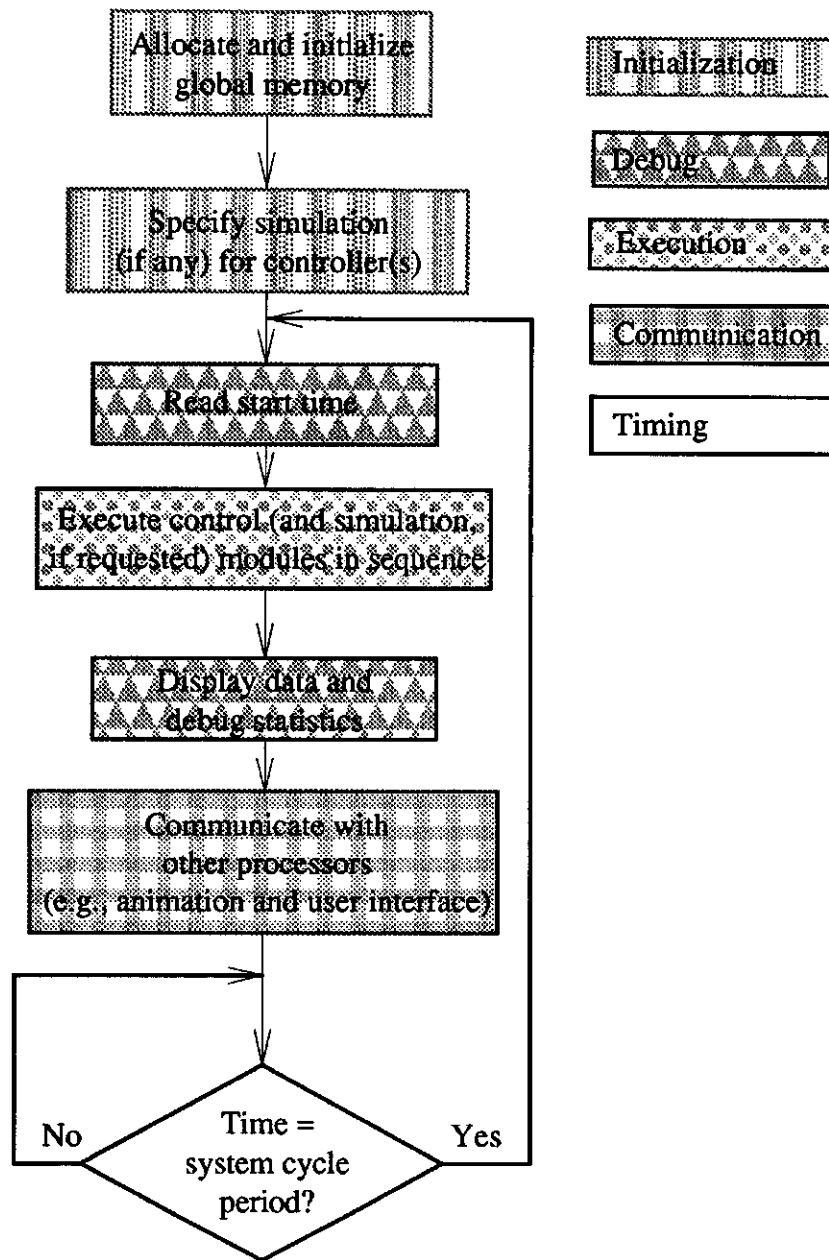 Allocate and initialize
global memory
Specify simulation
(if any) for controller(s)
Read start time
Execute control (and simulation,
if requested) modules in sequence
Display data and
debug statistics
Communicate with
other processors
(e.g., animation and user interface)
No
Time =
system cycle
period?
Yes
Initialization
Debug
Execution
Communication
Timing